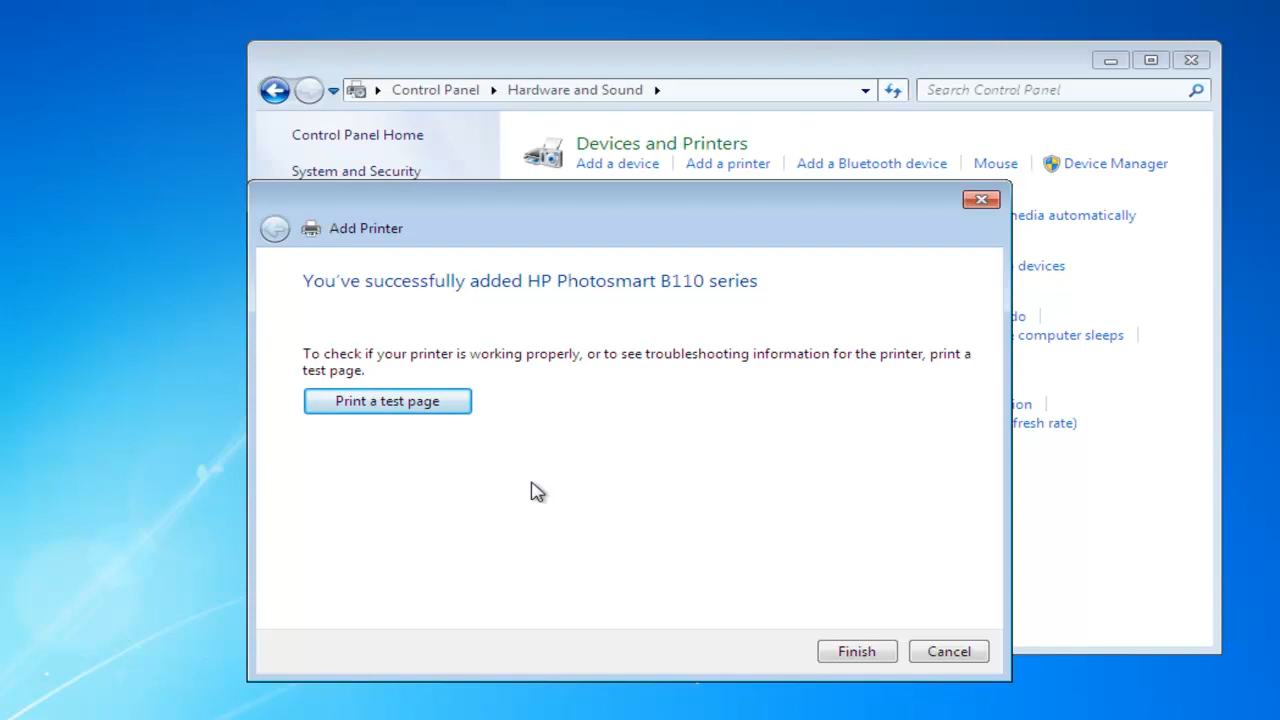 Control Panel
Hardware and Sound
Search Control Panel
Control Panel Home
System and Security
Devices and Printers
Add a device
Add a printer
Add a Bluetooth device
Mouse
Device Manager
media automatically
devices
do
computer sleeps
ion
fresh rate)
Add Printer
You've successfully added HP Photosmart B110 series
To check if your printer is working properly, or to see troubleshooting information for the printer, print a
test page.
Print a test page
Finish
Cancel